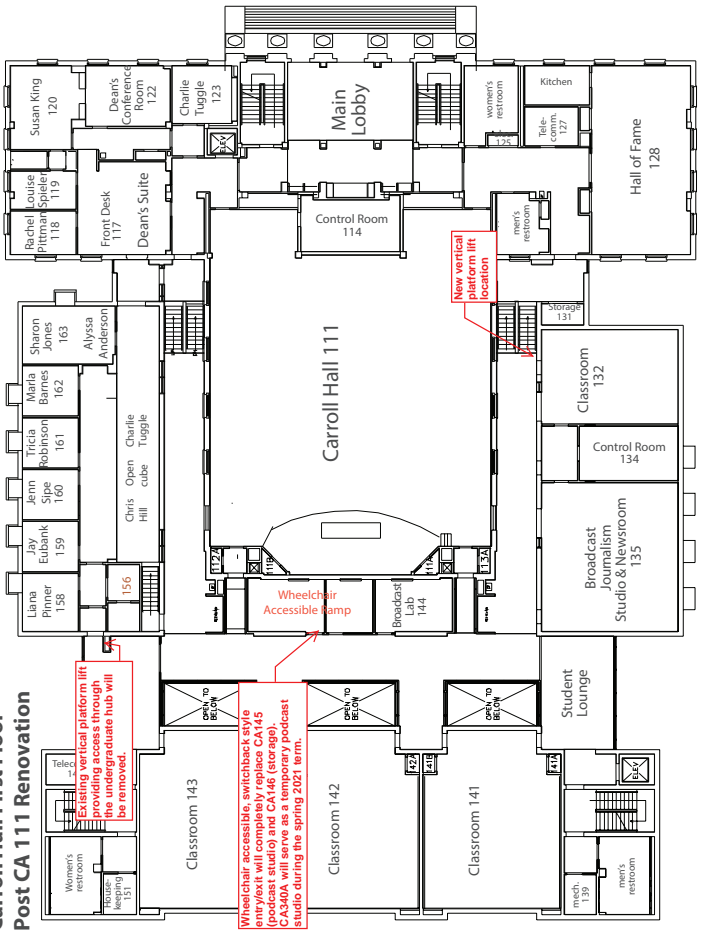 Carroll Hall First Floor
Post CA 111 Renovation
Susan King
120
Dean's
Conference
Room
122
Charlie
Tuggle
123
ELEV
Main
Lobby
women's
restroom
125
Kitchen
Tele-
comm.
127
Hall of Fame
128
Rachel
Pittman
118
Louise
Spieler
119
Front Desk
117
Dean's Suite
Control Room
114
men's
restroom
New vertical
platform lift
location
Storage
131
Sharon
Jones
163
Alyssa
Anderson
Marla
Barnes
162
Tricia
Robinson
161
Jenn
Sipe
160
Jay
Eubank
159
Liana
Pinner
158
Chris
Hill
Open
cube
Charlie
Tuggle
156
Carroll Hall 111
Classroom
132
Control Room
134
Broadcast
Journalism
Studio & Newsroom
135
112A
111B
111A
113A
Wheelchair
Accessible Ramp
Broadcast
Lab
144
Existing vertical platform lift
providing access through
the undergraduate hub will
be removed.
Wheelchair accessible, switchback style
entry/exit will completely replace CA145
(podcast studio) and CA146 (storage).
CA340A will serve as a temporary podcast
studio during the spring 2021 term.
OPEN TO
BELOW
OPEN TO
BELOW
OPEN TO
BELOW
Student
Lounge
Classroom 143
Classroom 142
142A
141B
Classroom 141
141A
ELEV
Women's
restroom
House-
keeping
151
mech.
139
men's
restroom